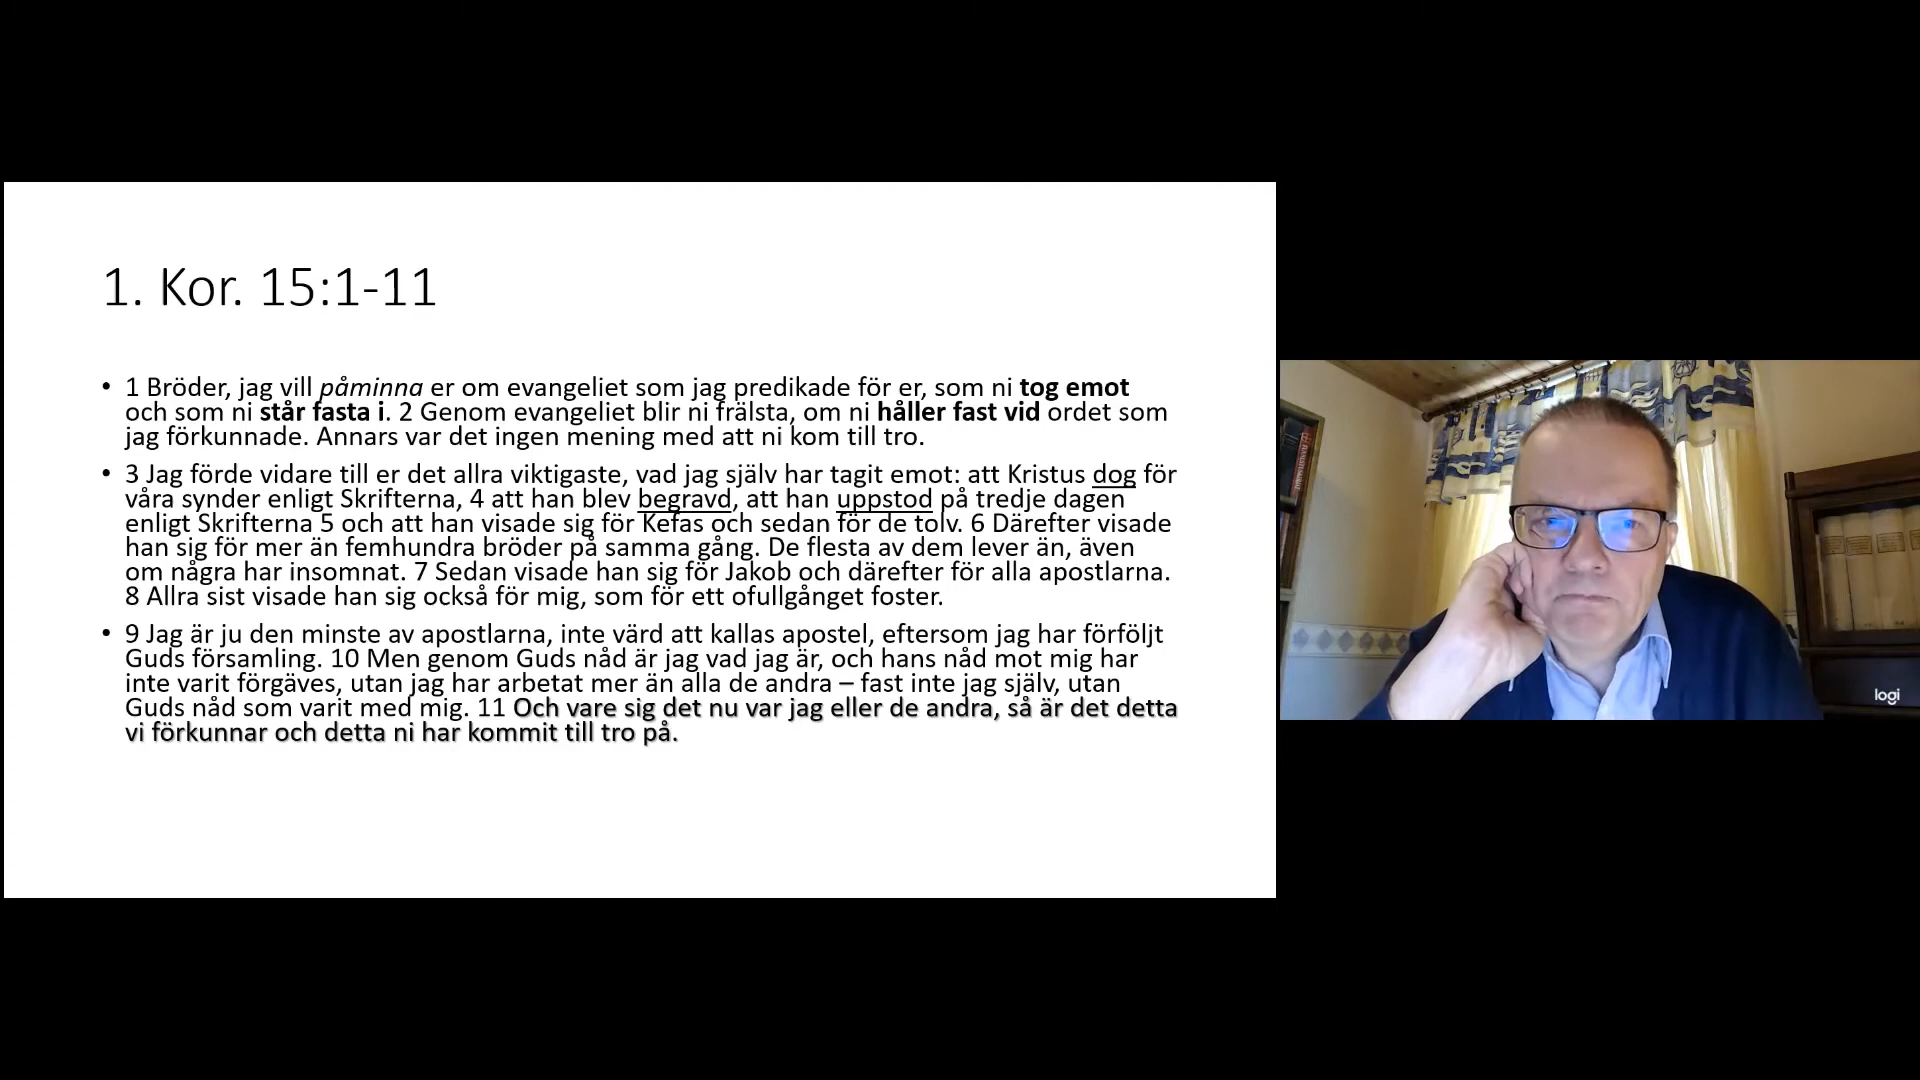 1. Kor. 15:1-11
• 1 Bröder, jag vill påminna er om evangeliet som jag predikade för er, som ni tog emot
och som ni står fasta i. 2 Genom evangeliet blir ni frälsta, om ni håller fast vid ordet som
jag förkunnade. Annars var det ingen mening med att ni kom till tro.
• 3 Jag förde vidare till er det allra viktigaste, vad jag själv har tagit emot: att Kristus dog för
våra synder enligt Skrifterna, 4 att han blev begravd, att han uppstod på tredje dagen
enligt Skrifterna 5 och att han visade sig för Kefas och sedan för de tolv. 6 Därefter visade
han sig för mer än femhundra bröder på samma gång. De flesta av dem lever än, även
om några har insomnat. 7 Sedan visade han sig för Jakob och därefter för alla apostlarna.
8 Allra sist visade han sig också för mig, som för ett ofullgånget foster.
• 9 Jag är ju den minste av apostlarna, inte värd att kallas apostel, eftersom jag har förföljt
Guds församling. 10 Men genom Guds nåd är jag vad jag är, och hans nåd mot mig har
inte varit förgäves, utan jag har arbetat mer än alla de andra – fast inte jag själv, utan
Guds nåd som varit med mig. 11 Och vare sig det nu var jag eller de andra, så är det detta
vi förkunnar och detta ni har kommit till tro på.
logi